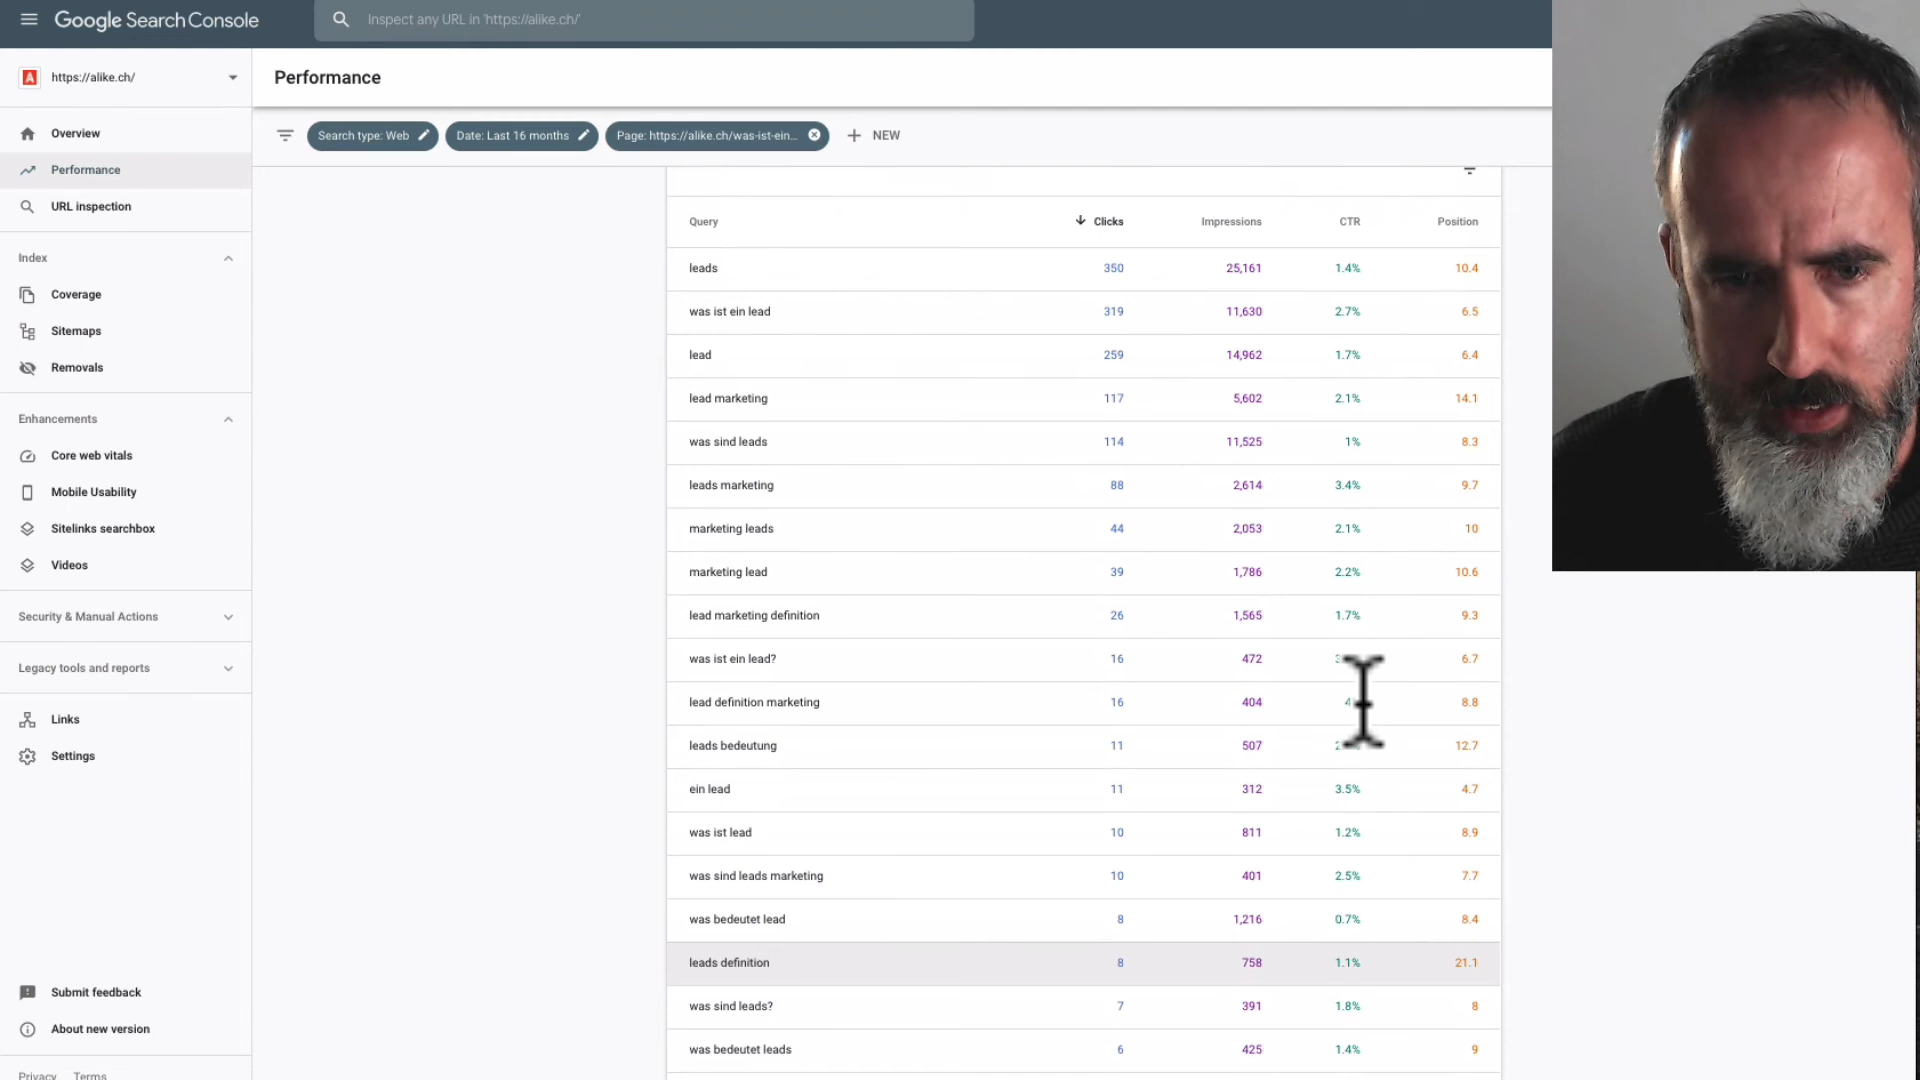 Google Search Console
Inspect any URL in 'https://alike.ch/'
A
https://alike.ch/
Performance
Overview
Performance
URL inspection
Index
Coverage
Sitemaps
Removals
Enhancements
Core web vitals
Mobile Usability
Sitelinks searchbox
Videos
Security & Manual Actions
Legacy tools and reports
Links
Settings
Submit feedback
About new version
Privacy Terms
Search type: Web
Date: Last 16 months
Page: https://alike.ch/was-ist-ein...
NEW
Query Clicks Impressions CTR Position
leads 350 25,161 1.4% 10.4
was ist ein lead 319 11,630 2.7% 6.5
lead 259 14,962 1.7% 6.4
lead marketing 117 5,602 2.1% 14.1
was sind leads 114 11,525 1% 8.3
leads marketing 88 2,614 3.4% 9.7
marketing leads 44 2,053 2.1% 10
marketing lead 39 1,786 2.2% 10.6
lead marketing definition 26 1,565 1.7% 9.3
was ist ein lead? 16 472 6.7
lead definition marketing 16 404 8.8
leads bedeutung 11 507 12.7
ein lead 11 312 3.5% 4.7
was ist lead 10 811 1.2% 8.9
was sind leads marketing 10 401 2.5% 7.7
was bedeutet lead 8 1,216 0.7% 8.4
leads definition 8 758 1.1% 21.1
was sind leads? 7 391 1.8% 8
was bedeutet leads 6 425 1.4% 9